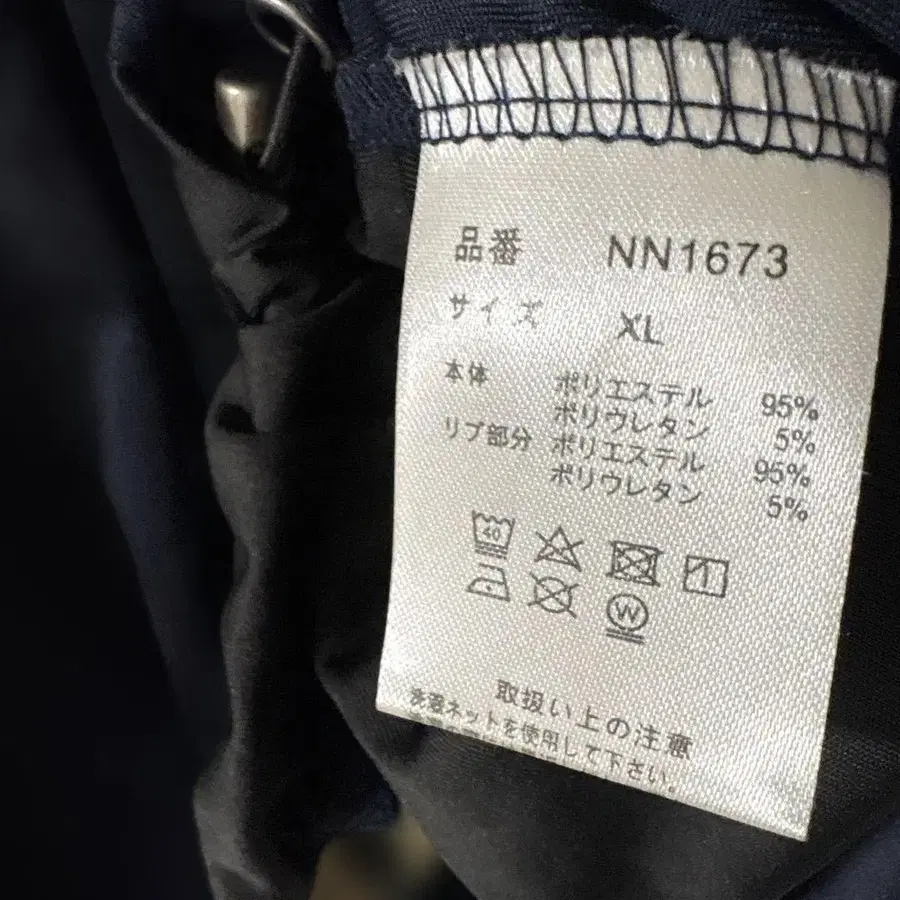 品番 NN1673
サイズ XL
本体 ポリエステル 95%
ポリウレタン 5%
リブ部分 ポリエステル 95%
ポリウレタン 5%
40
W
取扱い上の注意
洗濯ネットを使用して下さい。